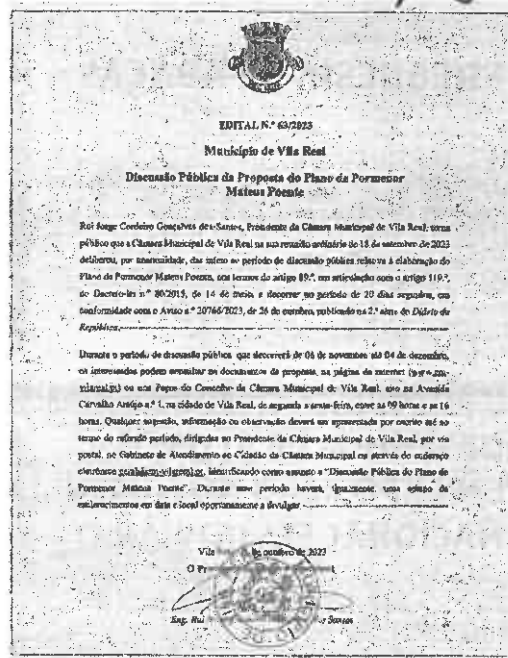 EDITAL N.º 63/2023
Município de Vila Real
Discussão Pública da Proposta do Plano de Pormenor
Mateus Poente
Rui Jorge Cordeiro Gonçalves dos Santos, Presidente da Câmara Municipal de Vila Real, torna
público que a Câmara Municipal de Vila Real na sua reunião ordinária de 18 de setembro de 2023
deliberou, por unanimidade, dar início ao período de discussão pública relativa à elaboração do
Plano de Pormenor Mateus Poente, nos termos do artigo 89.º, em articulação com o artigo 119.º,
do Decreto-lei n.º 80/2015, de 14 de maio, a decorrer no período de 20 dias seguidos, em
conformidade com o Aviso n.º 20766/2023, de 26 de outubro, publicado na 2.ª série do Diário da
República.
Durante o período de discussão pública, que decorrerá de 06 de novembro até 04 de dezembro,
os interessados podem consultar os documentos da proposta, na página da internet
ou nos Paços do Concelho da Câmara Municipal de Vila Real, sito na Avenida
Carvalho Araújo n.º 1, na cidade de Vila Real, de segunda a sexta-feira, entre as 09 horas e as 16
horas. Qualquer sugestão, informação ou observação deverá ser apresentada por escrito até ao
termo do referido período, dirigidas ao Presidente da Câmara Municipal de Vila Real, por via
postal, no Gabinete de Atendimento ao Cidadão da Câmara Municipal ou através do endereço
eletrónico identificando como assunto a "Discussão Pública do Plano de
Pormenor Mateus Poente". Durante este período haverá, igualmente, uma sessão de
esclarecimentos em data e local oportunamente a divulgar.
Vila de outubro de 2023
O
Eng. Rui Santos